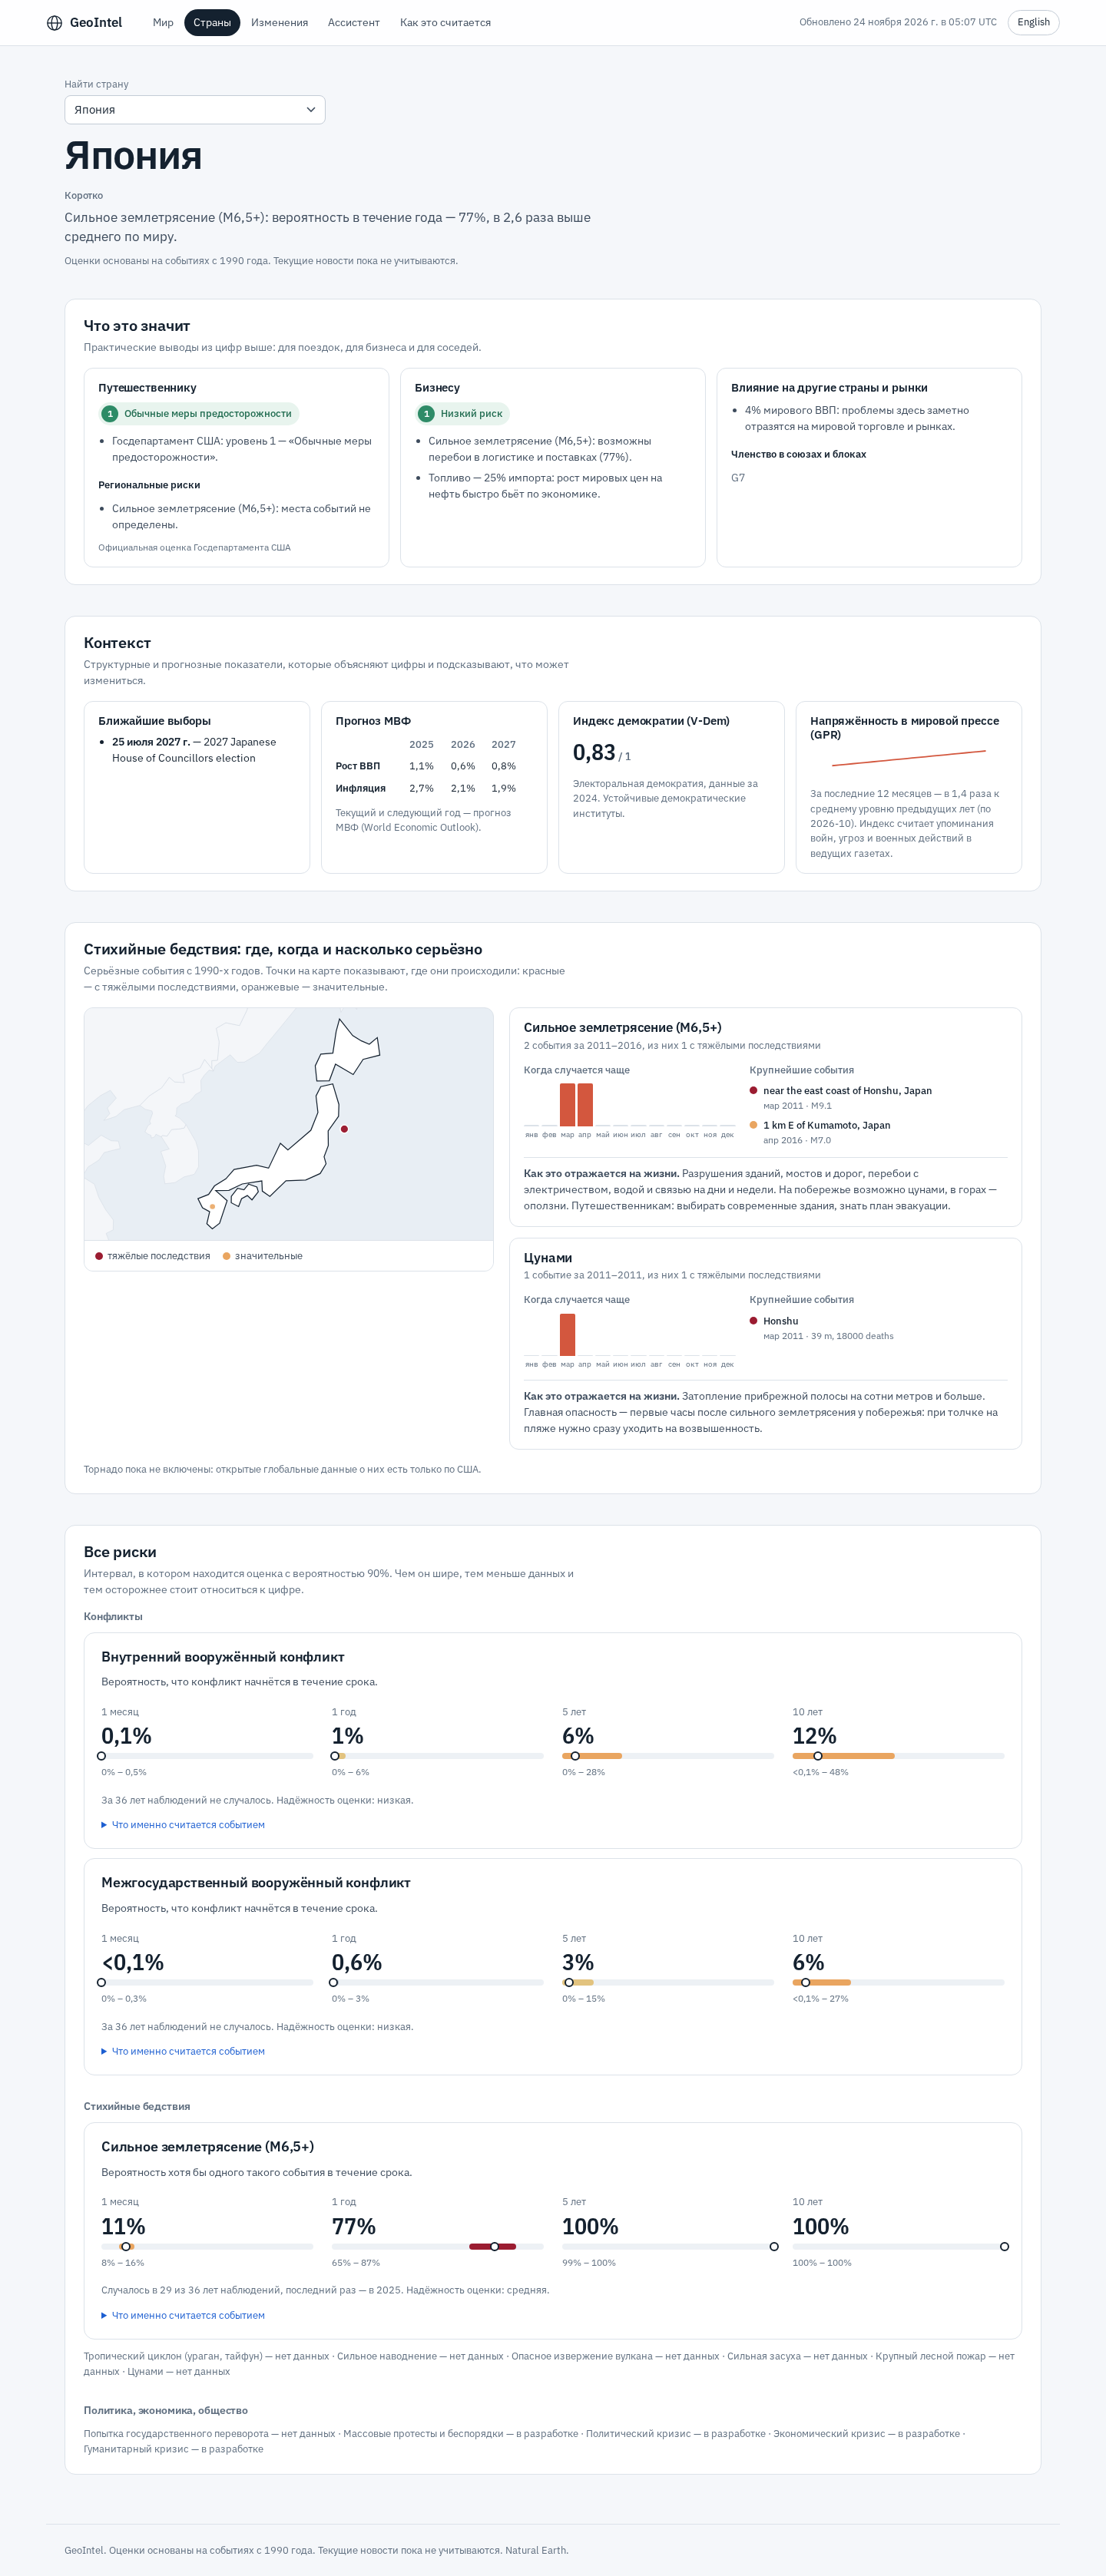 GeoIntel
Мир
Страны
Изменения
Ассистент
Как это считается
Обновлено 24 ноября 2026 г. в 05:07 UTC
English
Найти страну
Япония
Япония
Коротко
Сильное землетрясение (M6,5+): вероятность в течение года — 77%, в 2,6 раза выше
среднего по миру.
Оценки основаны на событиях с 1990 года. Текущие новости пока не учитываются.
Что это значит
Практические выводы из цифр выше: для поездок, для бизнеса и для соседей.
Путешественнику
1 Обычные меры предосторожности
Госдепартамент США: уровень 1 — «Обычные меры
предосторожности».
Региональные риски
Сильное землетрясение (M6,5+): места событий не
определены.
Официальная оценка Госдепартамента США
Бизнесу
1 Низкий риск
Сильное землетрясение (M6,5+): возможны
перебои в логистике и поставках (77%).
Топливо — 25% импорта: рост мировых цен на
нефть быстро бьёт по экономике.
Влияние на другие страны и рынки
4% мирового ВВП: проблемы здесь заметно
отразятся на мировой торговле и рынках.
Членство в союзах и блоках
G7
Контекст
Структурные и прогнозные показатели, которые объясняют цифры и подсказывают, что может
измениться.
Ближайшие выборы
25 июля 2027 г. — 2027 Japanese
House of Councillors election
Прогноз МВФ
2025 2026 2027
Рост ВВП 1,1% 0,6% 0,8%
Инфляция 2,7% 2,1% 1,9%
Текущий и следующий год — прогноз
МВФ (World Economic Outlook).
Индекс демократии (V-Dem)
0,83 / 1
Электоральная демократия, данные за
2024. Устойчивые демократические
институты.
Напряжённость в мировой прессе
(GPR)
За последние 12 месяцев — в 1,4 раза к
среднему уровню предыдущих лет (по
2026-10). Индекс считает упоминания
войн, угроз и военных действий в
ведущих газетах.
Стихийные бедствия: где, когда и насколько серьёзно
Серьёзные события с 1990-х годов. Точки на карте показывают, где они происходили: красные
— с тяжёлыми последствиями, оранжевые — значительные.
тяжёлые последствия
значительные
Сильное землетрясение (M6,5+)
2 события за 2011–2016, из них 1 с тяжёлыми последствиями
Когда случается чаще
янв фев мар апр май июн июл авг сен окт ноя дек
Крупнейшие события
near the east coast of Honshu, Japan
мар 2011 · M9.1
1 km E of Kumamoto, Japan
апр 2016 · M7.0
Как это отражается на жизни. Разрушения зданий, мостов и дорог, перебои с
электричеством, водой и связью на дни и недели. На побережье возможно цунами, в горах —
оползни. Путешественникам: выбирать современные здания, знать план эвакуации.
Цунами
1 событие за 2011–2011, из них 1 с тяжёлыми последствиями
Когда случается чаще
янв фев мар апр май июн июл авг сен окт ноя дек
Крупнейшие события
Honshu
мар 2011 · 39 m, 18000 deaths
Как это отражается на жизни. Затопление прибрежной полосы на сотни метров и больше.
Главная опасность — первые часы после сильного землетрясения у побережья: при толчке на
пляже нужно сразу уходить на возвышенность.
Торнадо пока не включены: открытые глобальные данные о них есть только по США.
Все риски
Интервал, в котором находится оценка с вероятностью 90%. Чем он шире, тем меньше данных и
тем осторожнее стоит относиться к цифре.
Конфликты
Внутренний вооружённый конфликт
Вероятность, что конфликт начнётся в течение срока.
1 месяц
0,1%
0% – 0,5%
1 год
1%
0% – 6%
5 лет
6%
0% – 28%
10 лет
12%
<0,1% – 48%
За 36 лет наблюдений не случалось. Надёжность оценки: низкая.
Что именно считается событием
Межгосударственный вооружённый конфликт
Вероятность, что конфликт начнётся в течение срока.
1 месяц
<0,1%
0% – 0,3%
1 год
0,6%
0% – 3%
5 лет
3%
0% – 15%
10 лет
6%
<0,1% – 27%
За 36 лет наблюдений не случалось. Надёжность оценки: низкая.
Что именно считается событием
Стихийные бедствия
Сильное землетрясение (M6,5+)
Вероятность хотя бы одного такого события в течение срока.
1 месяц
11%
8% – 16%
1 год
77%
65% – 87%
5 лет
100%
99% – 100%
10 лет
100%
100% – 100%
Случалось в 29 из 36 лет наблюдений, последний раз — в 2025. Надёжность оценки: средняя.
Что именно считается событием
Тропический циклон (ураган, тайфун) — нет данных · Сильное наводнение — нет данных · Опасное извержение вулкана — нет данных · Сильная засуха — нет данных · Крупный лесной пожар — нет
данных · Цунами — нет данных
Политика, экономика, общество
Попытка государственного переворота — нет данных · Массовые протесты и беспорядки — в разработке · Политический кризис — в разработке · Экономический кризис — в разработке ·
Гуманитарный кризис — в разработке
GeoIntel. Оценки основаны на событиях с 1990 года. Текущие новости пока не учитываются. Natural Earth.